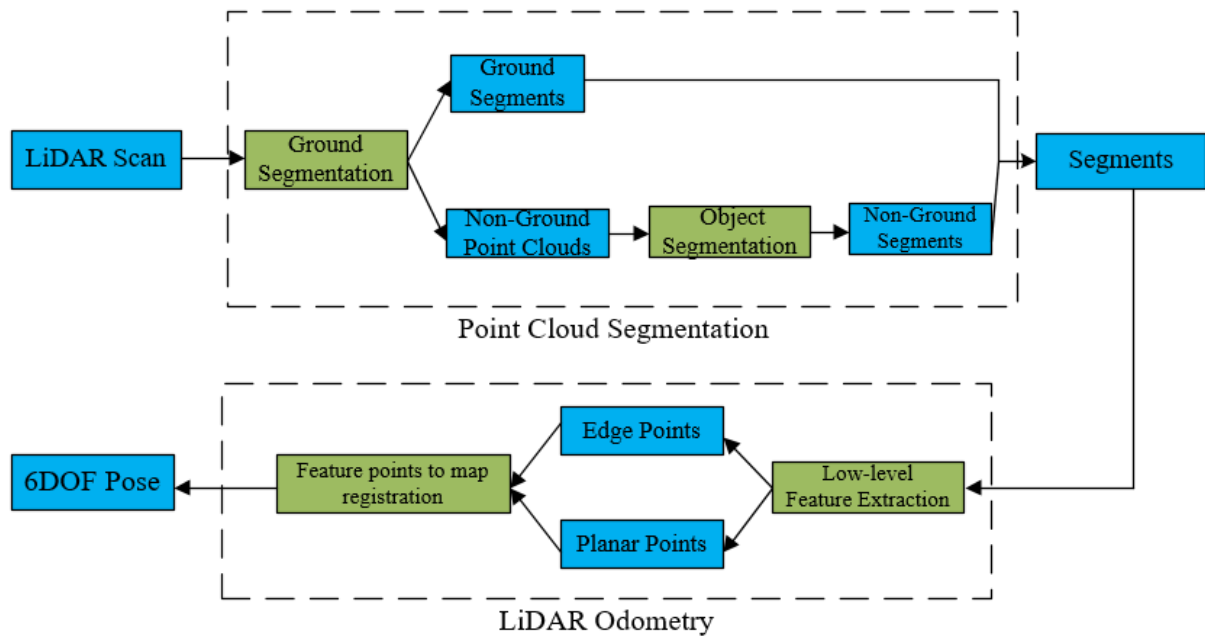 LiDAR Scan
Ground
Segmentation
Ground
Segments
Non-Ground
Point Clouds
Object
Segmentation
Non-Ground
Segments
Segments
Point Cloud Segmentation
6DOF Pose
Feature points to map
registration
Edge Points
Planar Points
Low-level
Feature Extraction
LiDAR Odometry